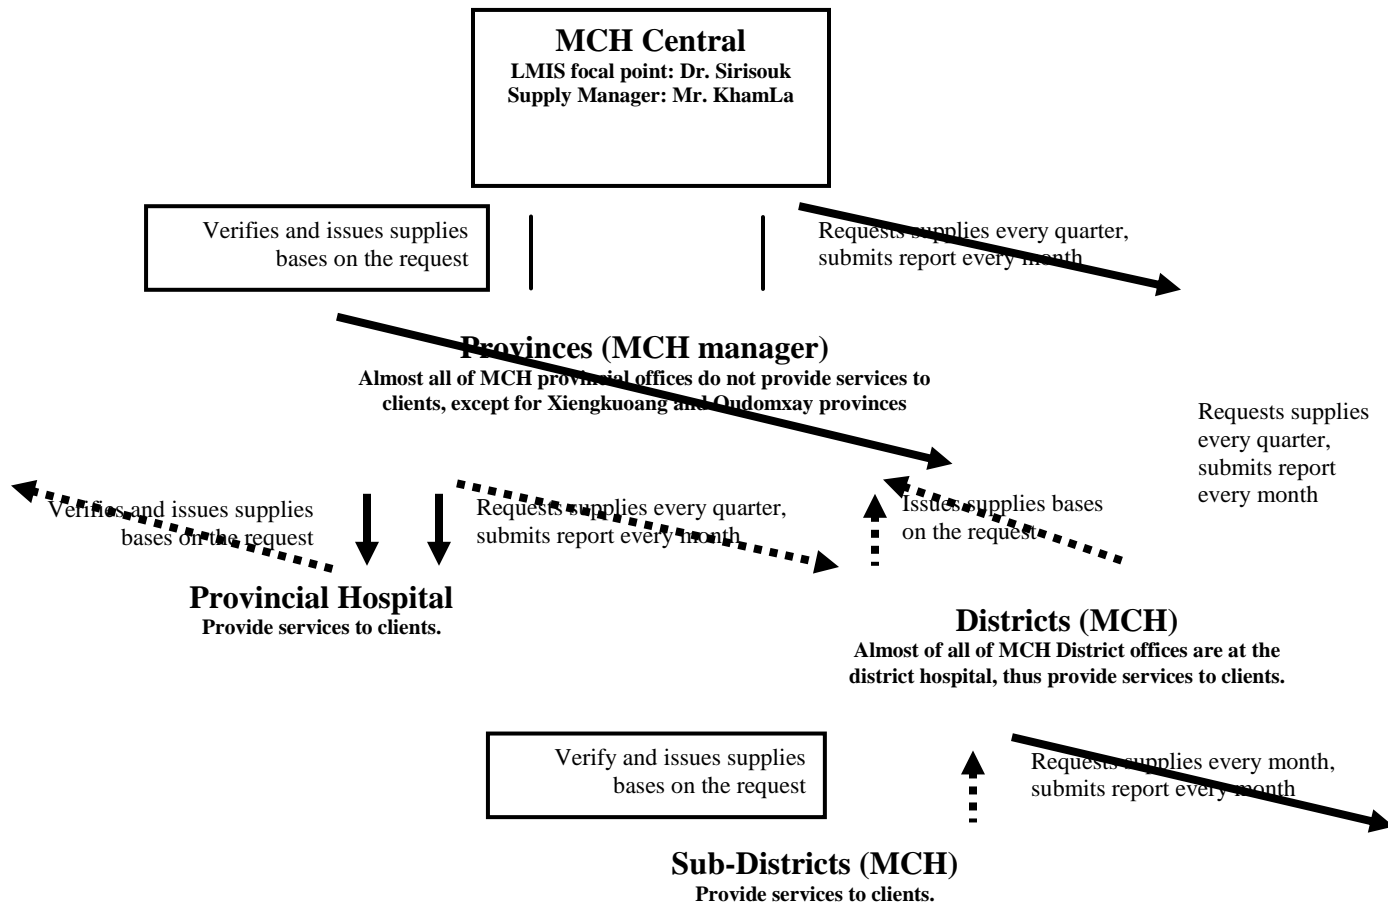 MCH Central
LMIS focal point: Dr. Sirisouk
Supply Manager: Mr. KhamLa
Verifies and issues supplies
bases on the request
Requests supplies every quarter,
submits report every month
Provinces (MCH manager)
Almost all of MCH provincial offices do not provide services to
clients, except for Xiengkuoang and Oudomxay provinces
Requests supplies
every quarter,
submits report
every month
Verifies and issues supplies
bases on the request
Requests supplies every quarter,
submits report every month
Issues supplies bases
on the request
Provincial Hospital
Provide services to clients.
Districts (MCH)
Almost of all of MCH District offices are at the
district hospital, thus provide services to clients.
Verify and issues supplies
bases on the request
Requests supplies every month,
submits report every month
Sub-Districts (MCH)
Provide services to clients.